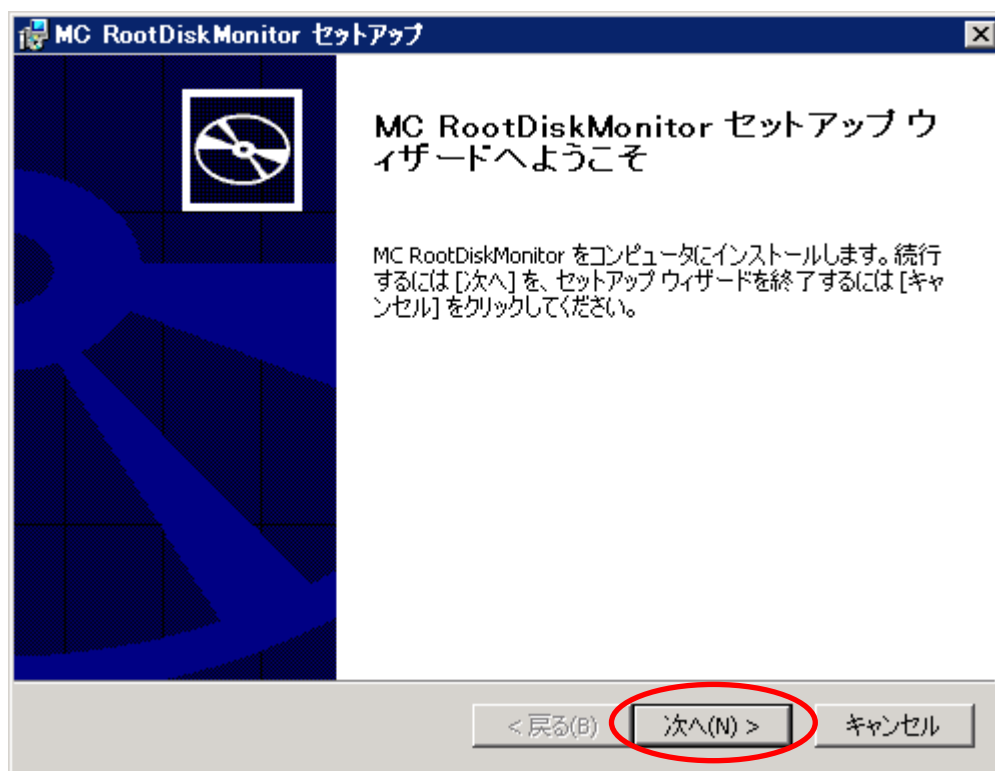 MC RootDiskMonitor セットアップ
MC RootDiskMonitor セットアップ ウ
ィザードへようこそ
MC RootDiskMonitor をコンピュータにインストールします。続行
するには [次へ] を、セットアップ ウィザードを終了するには [キャ
ンセル] をクリックしてください。
< 戻る(B) 次へ(N) > キャンセル